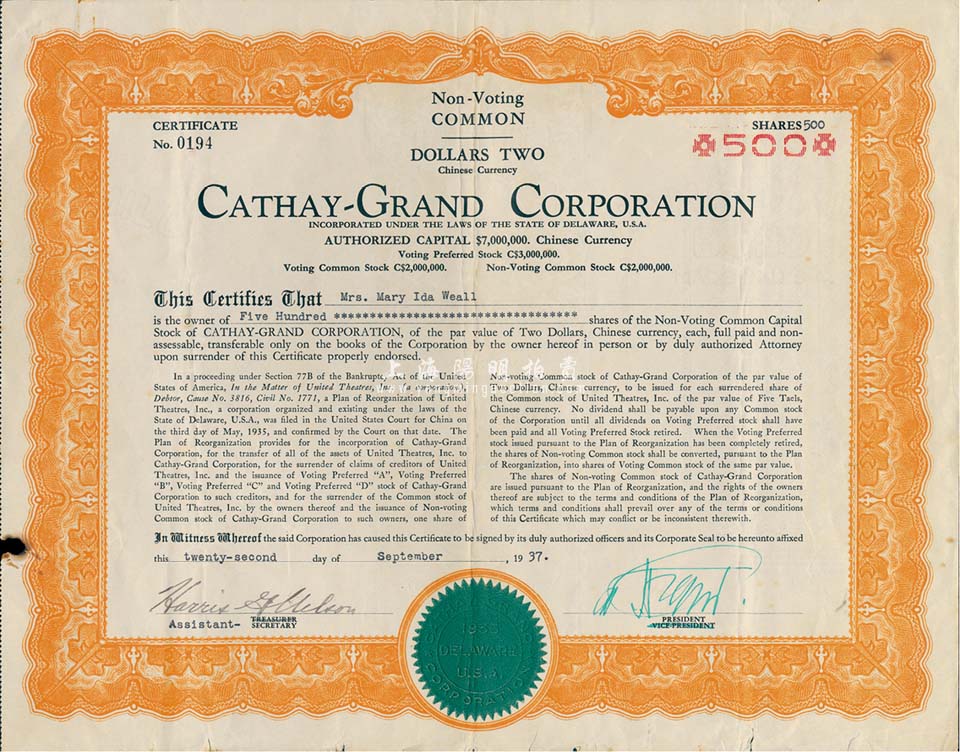 Non-Voting
COMMON
CERTIFICATE
No. 0194
SHARES 500
✠500✠
DOLLARS TWO
Chinese Currency
CATHAY-GRAND CORPORATION
INCORPORATED UNDER THE LAWS OF THE STATE OF DELAWARE, U.S.A.
AUTHORIZED CAPITAL $7,000,000. Chinese Currency
Voting Preferred Stock C$3,000,000.
Voting Common Stock C$2,000,000. Non-Voting Common Stock C$2,000,000.
This Certifies That Mrs. Mary Ida Weall
is the owner of Five Hundred ********************************** shares of the Non-Voting Common Capital
Stock of CATHAY-GRAND CORPORATION, of the par value of Two Dollars, Chinese currency, each, full paid and non-
assessable, transferable only on the books of the Corporation by the owner hereof in person or by duly authorized Attorney
upon surrender of this Certificate properly endorsed.
上海陽明拍賣
In a proceeding under Section 77B of the Bankruptcy Act of the United
States of America, In the Matter of United Theatres, Inc., a corporation,
Debtor, Cause No. 3816, Civil No. 1771, a Plan of Reorganization of United
Theatres, Inc., a corporation organized and existing under the laws of the
State of Delaware, U.S.A., was filed in the United States Court for China on
the third day of May, 1935, and confirmed by the Court on that date. The
Plan of Reorganization provides for the incorporation of Cathay-Grand
Corporation, for the transfer of all of the assets of United Theatres, Inc. to
Cathay-Grand Corporation, for the surrender of claims of creditors of United
Theatres, Inc. and the issuance of Voting Preferred "A", Voting Preferred
"B", Voting Preferred "C" and Voting Preferred "D" stock of Cathay-Grand
Corporation to such creditors, and for the surrender of the Common stock of
United Theatres, Inc. by the owners thereof and the issuance of Non-voting
Common stock of Cathay-Grand Corporation to such owners, one share of
Non-voting Common stock of Cathay-Grand Corporation of the par value of
Two Dollars, Chinese currency, to be issued for each surrendered share of
the Common stock of United Theatres, Inc. of the par value of Five Taels,
Chinese currency. No dividend shall be payable upon any Common stock
of the Corporation until all dividends on Voting Preferred stock shall have
been paid and all Voting Preferred Stock retired. When the Voting Preferred
stock issued pursuant to the Plan of Reorganization has been completely retired,
the shares of Non-voting Common stock shall be converted, pursuant to the Plan
of Reorganization, into shares of Voting Common stock of the same par value.
The shares of Non-voting Common stock of Cathay-Grand Corporation
are issued pursuant to the Plan of Reorganization, and the rights of the owners
thereof are subject to the terms and conditions of the Plan of Reorganization,
which terms and conditions shall prevail over any of the terms or conditions
of this Certificate which may conflict or be inconsistent therewith.
In Witness Whereof the said Corporation has caused this Certificate to be signed by its duly authorized officers and its Corporate Seal to be hereunto affixed
this twenty-second day of September, 1937.
Harris G. Nelson
Assistant- TREASURER
SECRETARY
PRESIDENT
VICE-PRESIDENT
DELAWARE
U.S.A.
CORPORATION